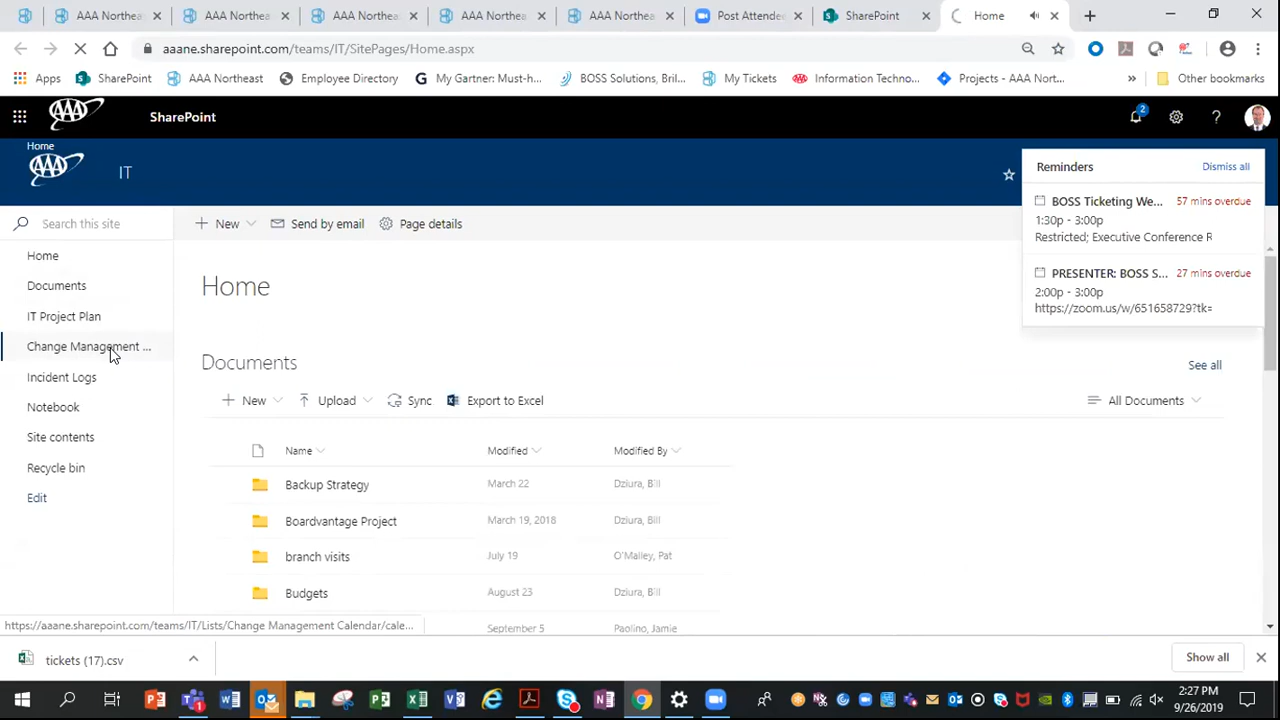 AAA Northea:
AAA Northea:
AAA Northea:
AAA Northea:
AAA Northea:
Post Attende
SharePoint
Home
aaane.sharepoint.com/teams/IT/SitePages/Home.aspx
Apps
SharePoint
AAA Northeast
Employee Directory
My Gartner: Must-h...
BOSS Solutions, Bril...
My Tickets
Information Techno...
Projects - AAA Nort...
»
Other bookmarks
AAA
SharePoint
2
?
Home
AAA
IT
Reminders
Dismiss all
BOSS Ticketing We...
57 mins overdue
1:30p - 3:00p
Restricted; Executive Conference R
PRESENTER: BOSS S...
27 mins overdue
2:00p - 3:00p
https://zoom.us/w/651658729?tk=
Search this site
New
Send by email
Page details
Home
Documents
IT Project Plan
Change Management ...
Incident Logs
Notebook
Site contents
Recycle bin
Edit
Home
Documents
See all
New
Upload
Sync
Export to Excel
All Documents
Name
Modified
Modified By
Backup Strategy
March 22
Dziura, Bill
Boardvantage Project
March 19, 2018
Dziura, Bill
branch visits
July 19
O'Malley, Pat
Budgets
August 23
Dziura, Bill
September 5
Paolino, Jamie
https://aaane.sharepoint.com/teams/IT/Lists/Change Management Calendar/cale...
tickets (17).csv
Show all
2:27 PM
9/26/2019